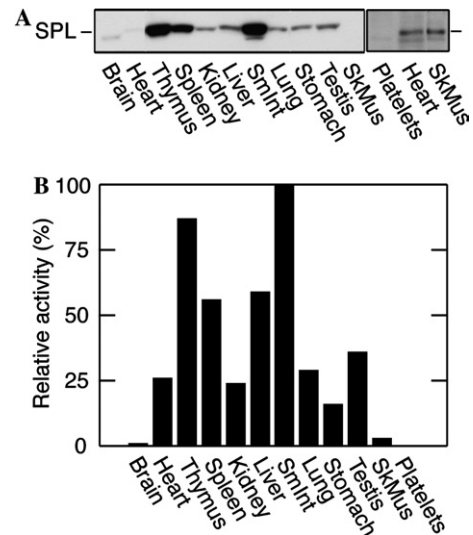 A
SPL –
Brain Heart Thymus Spleen Kidney Liver SmInt Lung Stomach Testis SkMus Platelets Heart SkMus
B
100
75
50
25
0
Relative activity (%)
Brain Heart Thymus Spleen Kidney Liver SmInt Lung Stomach Testis SkMus Platelets